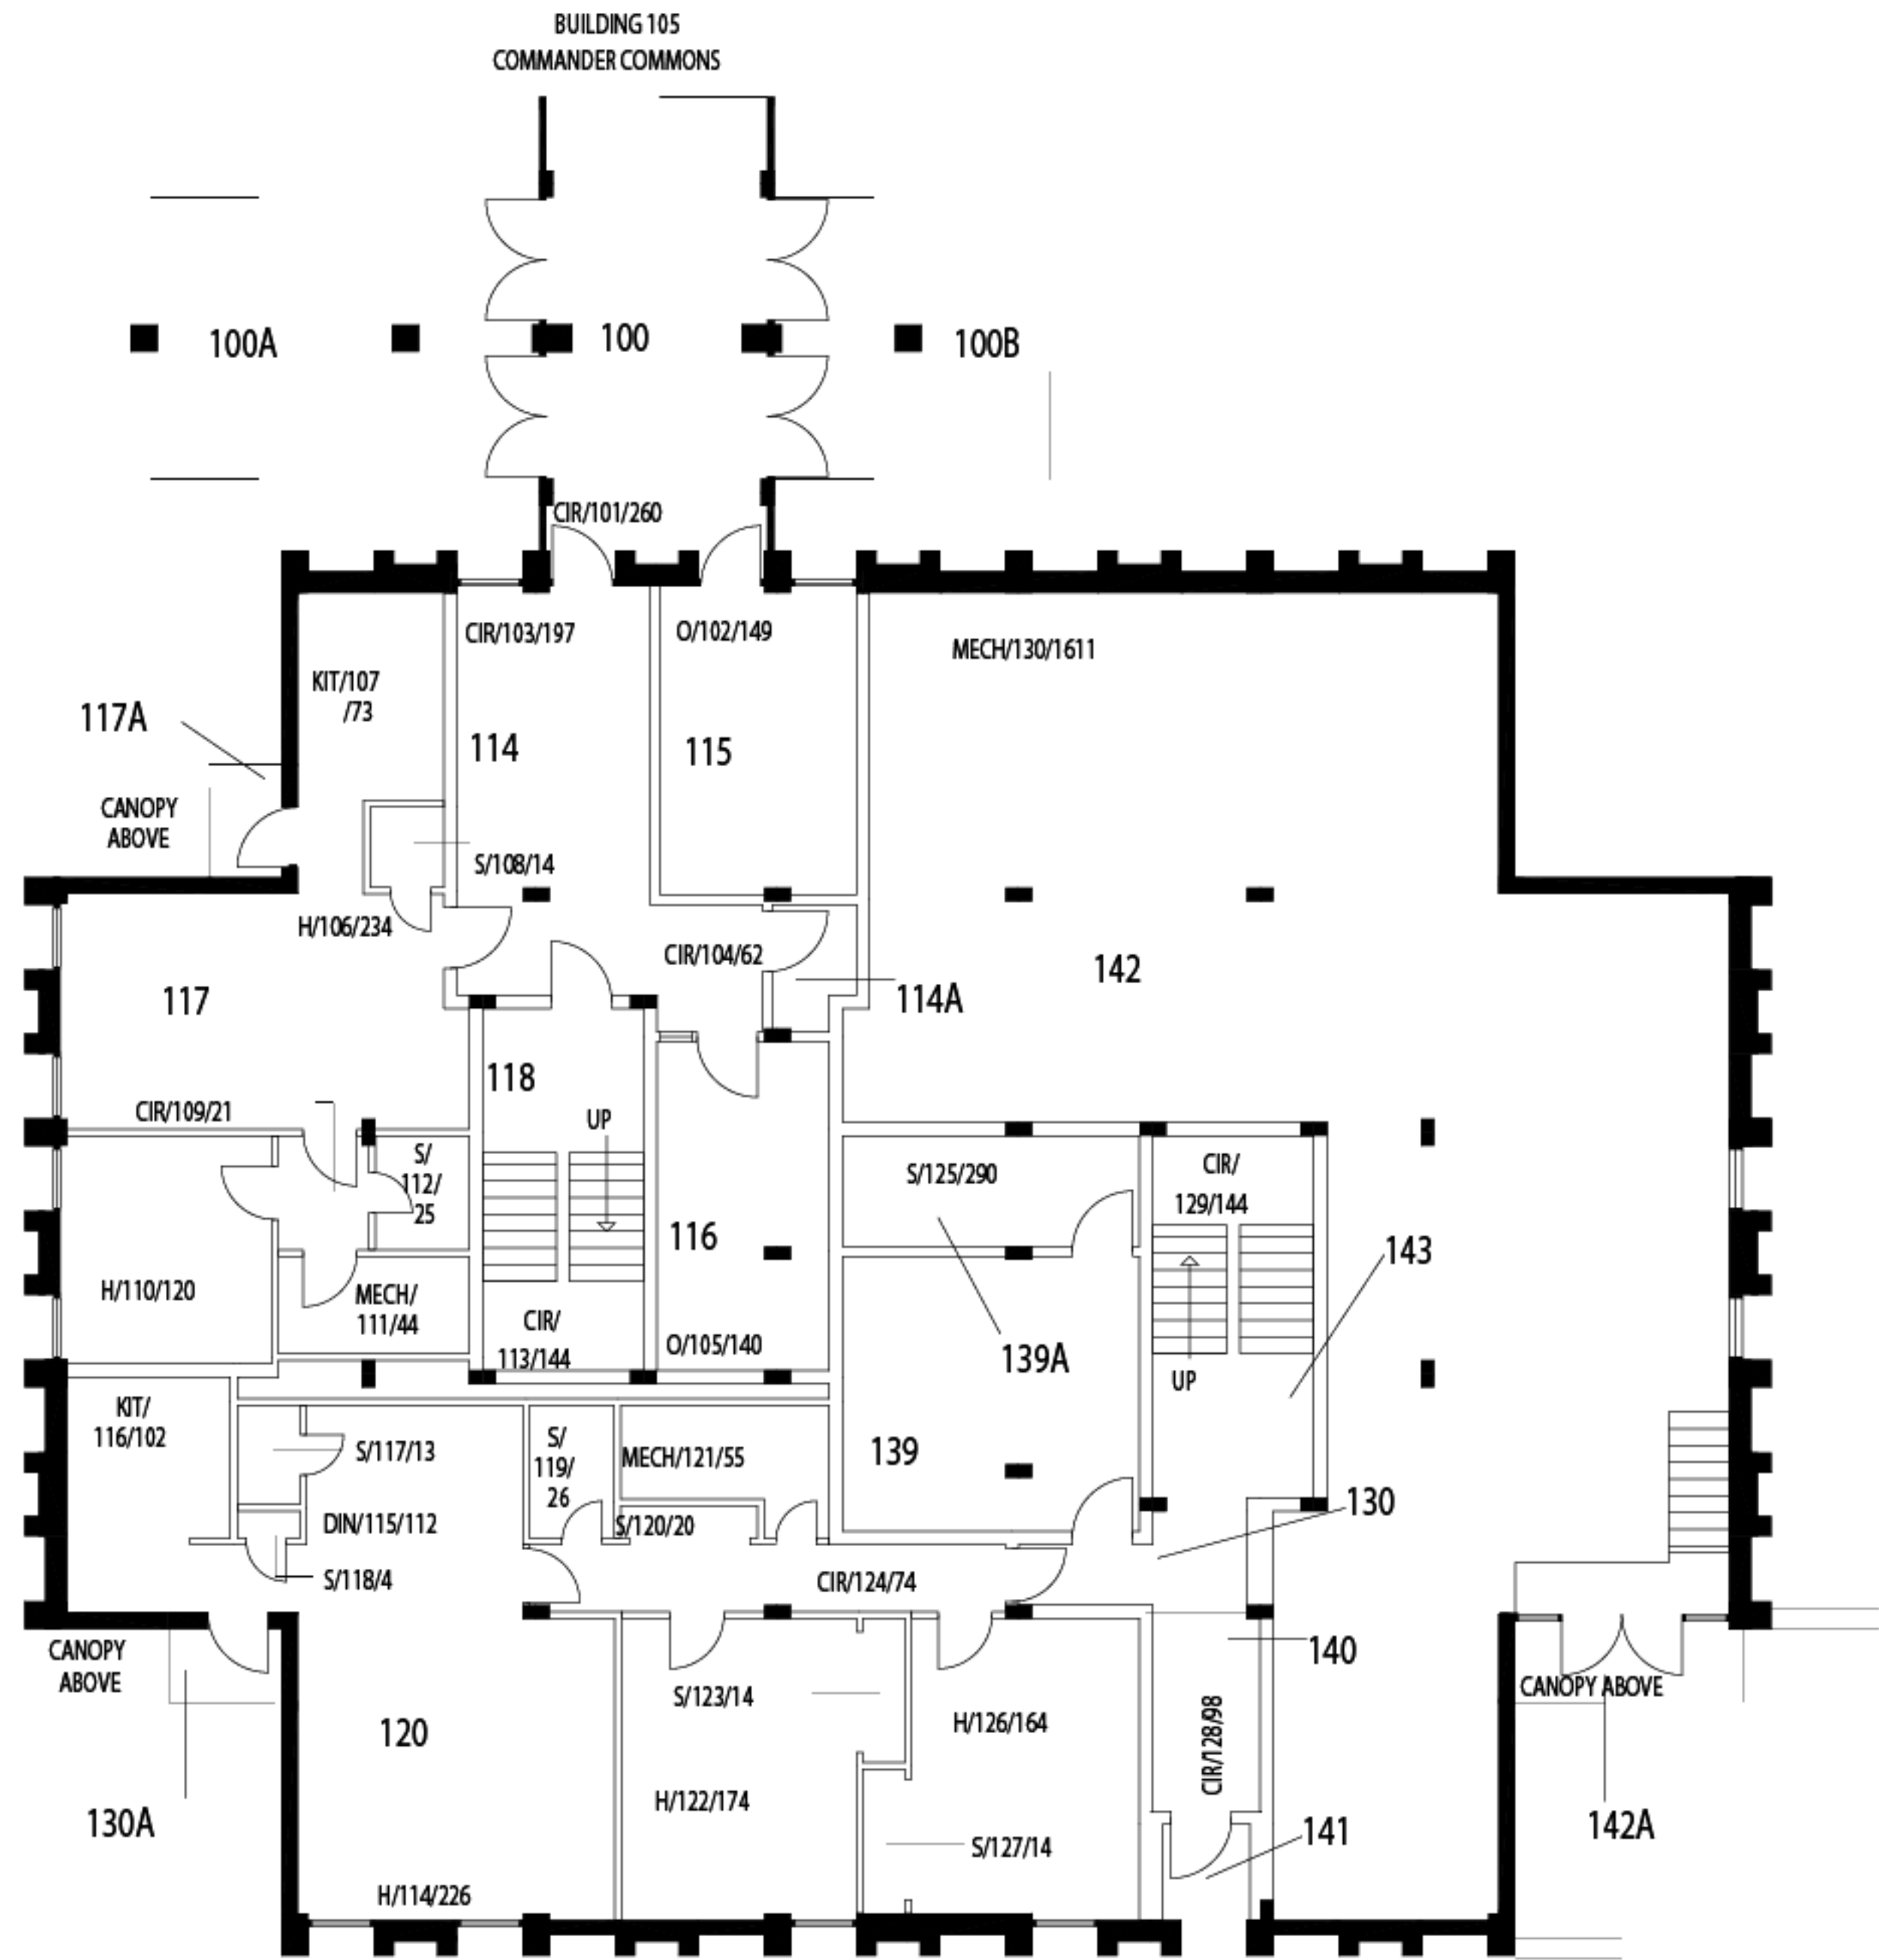 BUILDING 105
COMMANDER COMMONS
100A
100
100B
CIR/101/260
CIR/103/197
O/102/149
MECH/130/1611
KIT/107
/73
117A
114
115
CANOPY
ABOVE
S/108/14
H/106/234
CIR/104/62
142
117
114A
118
CIR/109/21
UP
S/
112/
25
S/125/290
CIR/
129/144
116
143
H/110/120
MECH/
111/44
CIR/
113/144
O/105/140
139A
UP
KIT/
116/102
S/117/13
S/
119/
26
MECH/121/55
139
130
DIN/115/112
S/120/20
S/118/4
CIR/124/74
CANOPY
ABOVE
140
S/123/14
CANOPY ABOVE
120
H/126/164
CIR/128/98
H/122/174
130A
141
142A
S/127/14
H/114/226